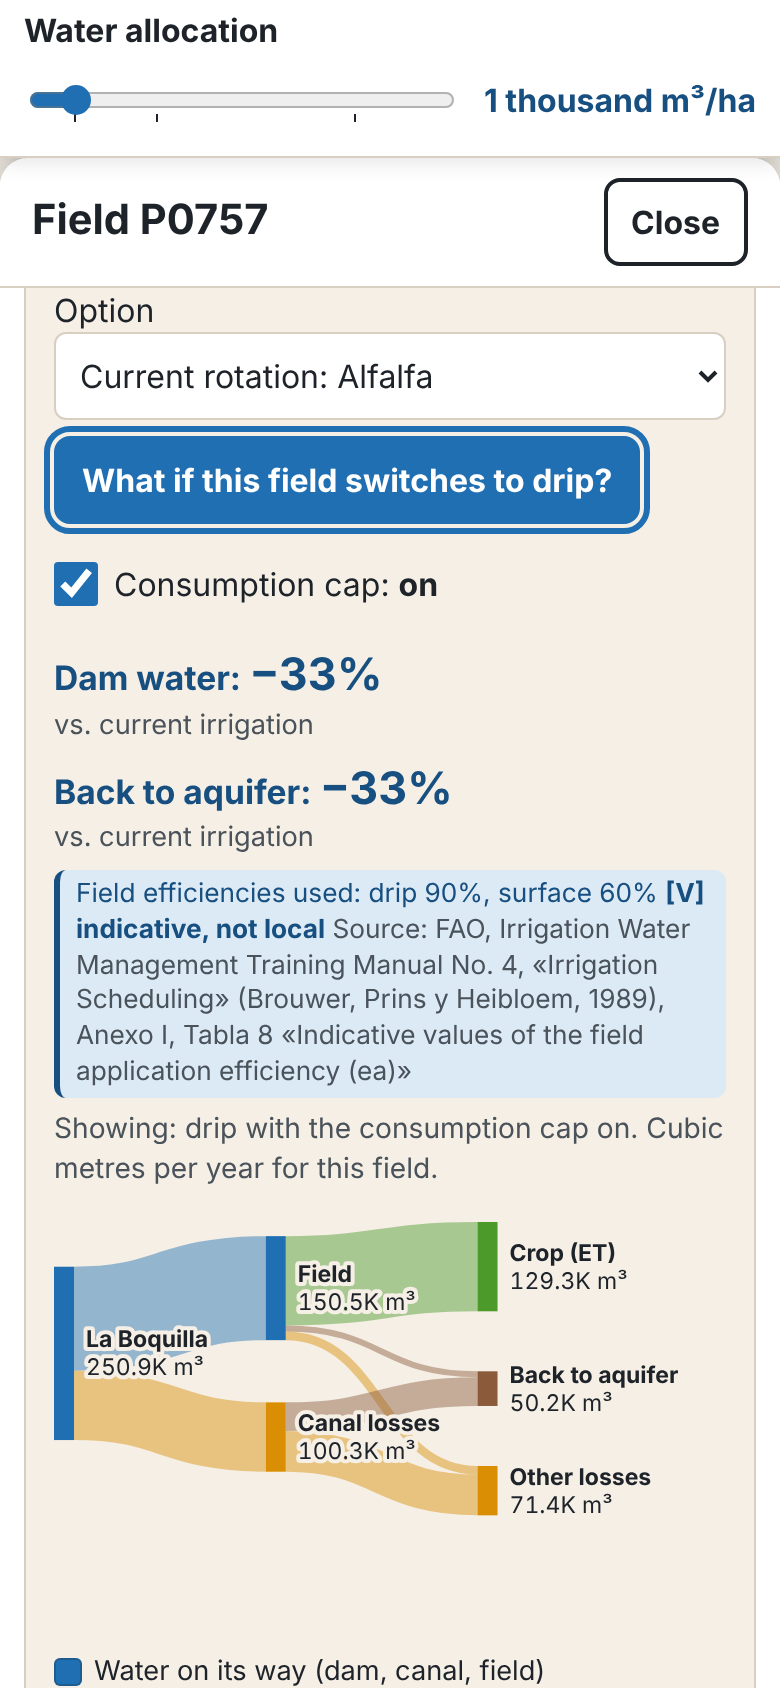 Water allocation
1 thousand m³/ha
Field P0757
Close
Option
Current rotation: Alfalfa
What if this field switches to drip?
Consumption cap: on
Dam water: −33%
vs. current irrigation
Back to aquifer: −33%
vs. current irrigation
Field efficiencies used: drip 90%, surface 60% [V]
indicative, not local Source: FAO, Irrigation Water
Management Training Manual No. 4, «Irrigation
Scheduling» (Brouwer, Prins y Heibloem, 1989),
Anexo I, Tabla 8 «Indicative values of the field
application efficiency (ea)»
Showing: drip with the consumption cap on. Cubic
metres per year for this field.
La Boquilla
250.9K m³
Field
150.5K m³
Canal losses
100.3K m³
Crop (ET)
129.3K m³
Back to aquifer
50.2K m³
Other losses
71.4K m³
Water on its way (dam, canal, field)